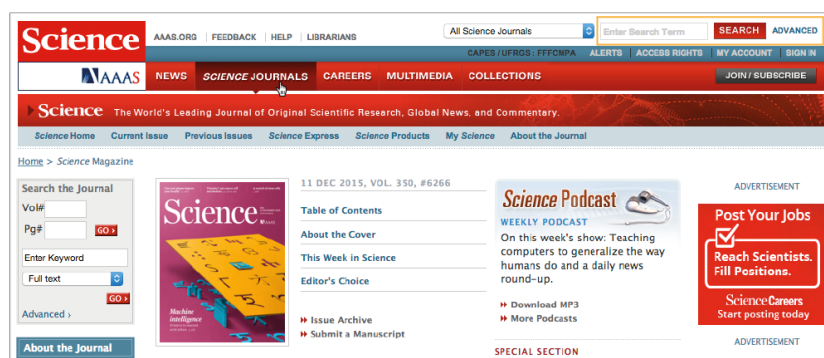 Science
AAAS.ORG | FEEDBACK | HELP | LIBRARIANS
All Science Journals
Enter Search Term
SEARCH
ADVANCED
CAPES / UFRGS : FFFCMPA
ALERTS | ACCESS RIGHTS | MY ACCOUNT | SIGN IN
AAAS
NEWS
SCIENCE JOURNALS
CAREERS
MULTIMEDIA
COLLECTIONS
JOIN / SUBSCRIBE
Science The World's Leading Journal of Original Scientific Research, Global News, and Commentary.
Science Home
Current Issue
Previous Issues
Science Express
Science Products
My Science
About the Journal
Home > Science Magazine
Search the Journal
Vol#
Pg#
GO
Enter Keyword
Full text
GO
Advanced ›
About the Journal
Science
AAAS
Machine
intelligence
11 DEC 2015, VOL. 350, #6266
Table of Contents
About the Cover
This Week in Science
Editor's Choice
Issue Archive
Submit a Manuscript
Science Podcast
WEEKLY PODCAST
On this week's show: Teaching
computers to generalize the way
humans do and a daily news
round-up.
Download MP3
More Podcasts
SPECIAL SECTION
ADVERTISEMENT
Post Your Jobs
Reach Scientists.
Fill Positions.
Science Careers
Start posting today
ADVERTISEMENT